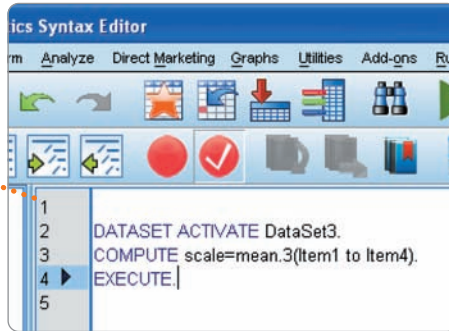 ics Syntax Editor
rm Analyze Direct Marketing Graphs Utilities Add-ons Ru
1
2 DATASET ACTIVATE DataSet3.
3 COMPUTE scale=mean.3(Item1 to Item4).
4 EXECUTE.
5